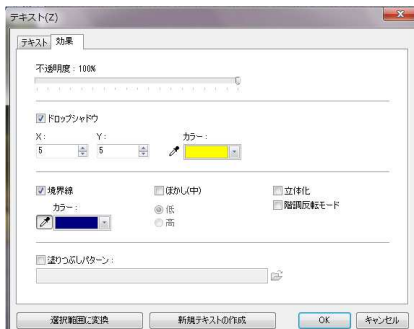 テキスト(Z)
テキスト 効果
不透明度：100%
ドロップシャドウ
X： Y： カラー：
5 5
境界線 ぼかし(中) 立体化
カラー： 低 階調反転モード
高
塗りつぶしパターン：
選択範囲に変換 新規テキストの作成 OK キャンセル